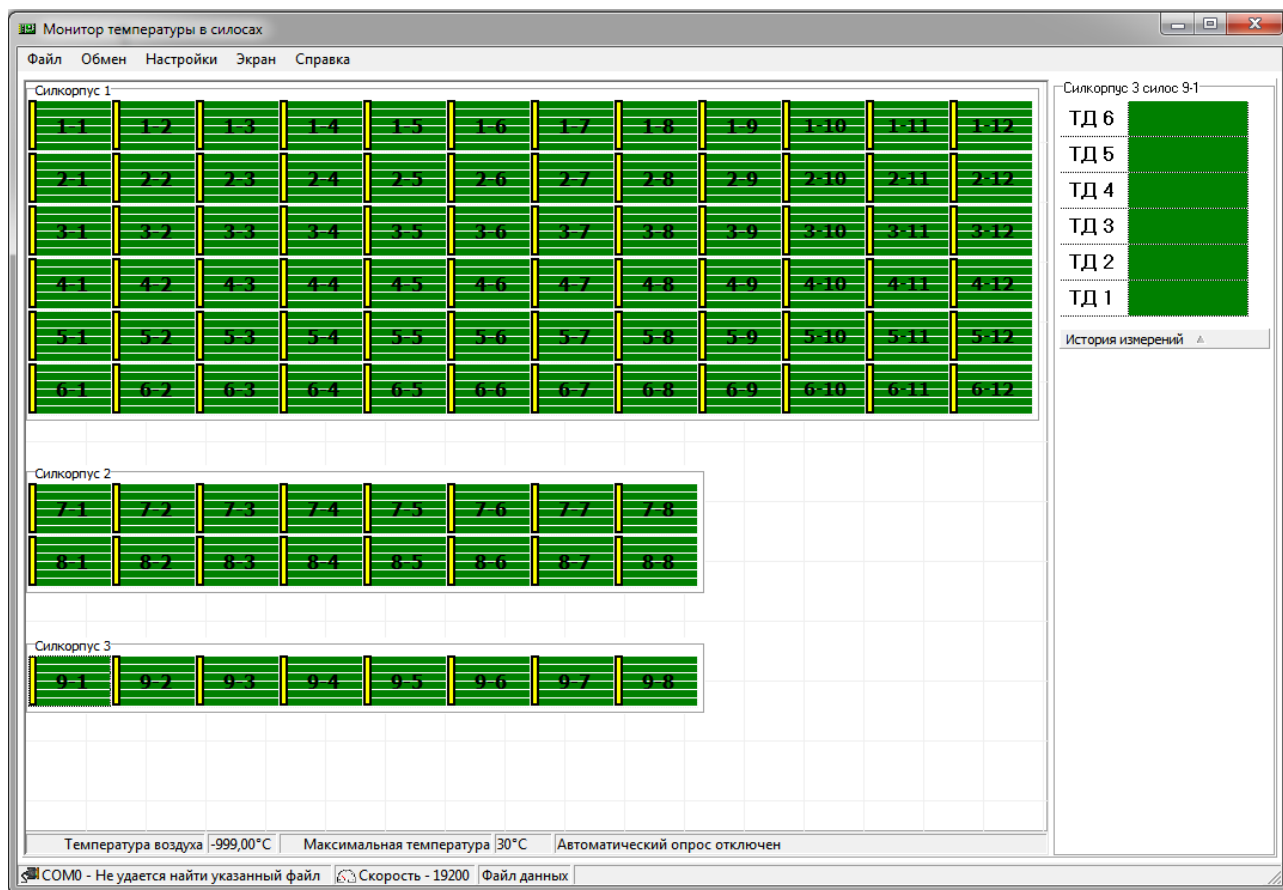 Монитор температуры в силосах
Файл Обмен Настройки Экран Справка
Силкорпус 1
1-1 1-2 1-3 1-4 1-5 1-6 1-7 1-8 1-9 1-10 1-11 1-12
2-1 2-2 2-3 2-4 2-5 2-6 2-7 2-8 2-9 2-10 2-11 2-12
3-1 3-2 3-3 3-4 3-5 3-6 3-7 3-8 3-9 3-10 3-11 3-12
4-1 4-2 4-3 4-4 4-5 4-6 4-7 4-8 4-9 4-10 4-11 4-12
5-1 5-2 5-3 5-4 5-5 5-6 5-7 5-8 5-9 5-10 5-11 5-12
6-1 6-2 6-3 6-4 6-5 6-6 6-7 6-8 6-9 6-10 6-11 6-12
Силкорпус 2
7-1 7-2 7-3 7-4 7-5 7-6 7-7 7-8
8-1 8-2 8-3 8-4 8-5 8-6 8-7 8-8
Силкорпус 3
9-1 9-2 9-3 9-4 9-5 9-6 9-7 9-8
Силкорпус 3 силос 9-1
ТД 6
ТД 5
ТД 4
ТД 3
ТД 2
ТД 1
История измерений
Температура воздуха -999,00°C Максимальная температура 30°C Автоматический опрос отключен
COM0 - Не удается найти указанный файл Скорость - 19200 Файл данных